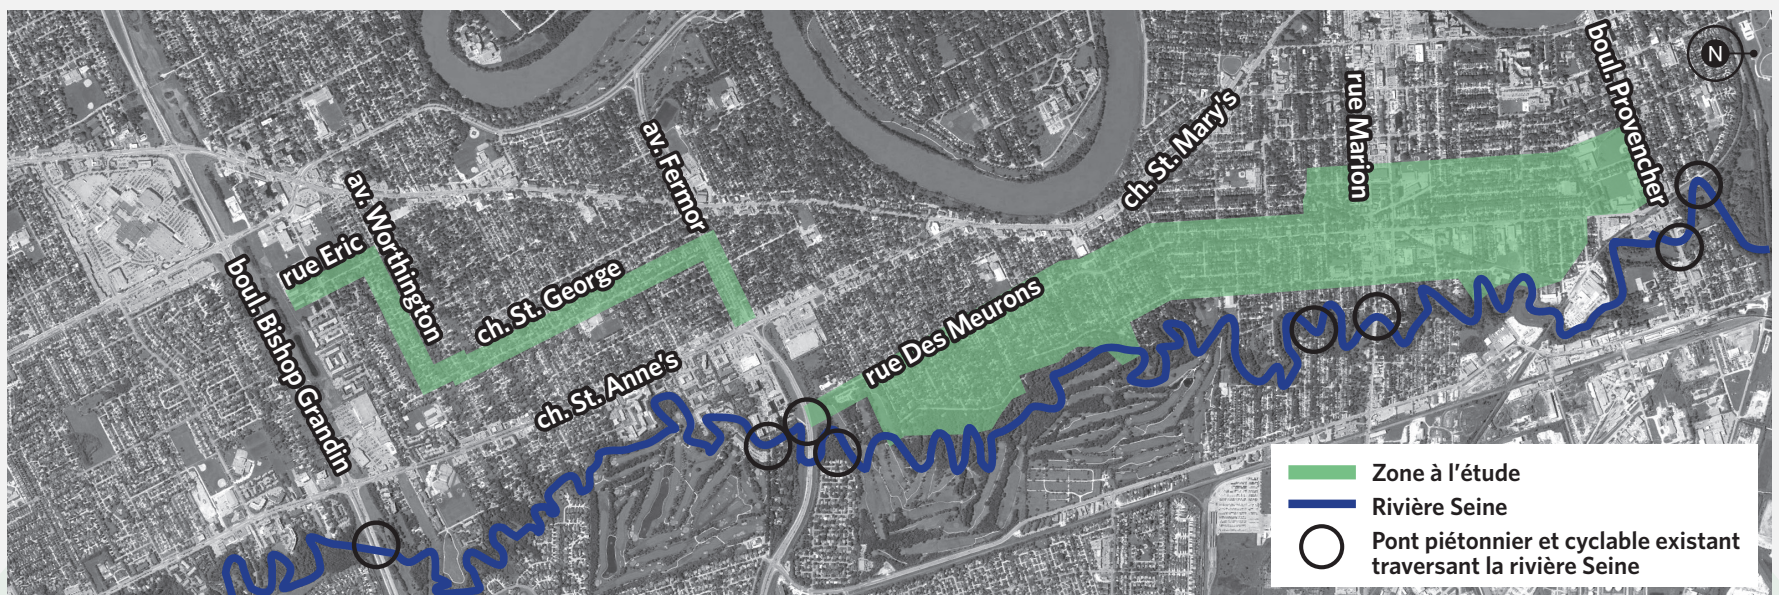 boul. Provencher
N
rue Marion
ch. St. Mary's
av. Fermor
av. Worthington
rue Eric
boul. Bishop Grandin
ch. St. George
rue Des Meurons
ch. St. Anne's
Zone à l'étude
Rivière Seine
Pont piétonnier et cyclable existant
traversant la rivière Seine